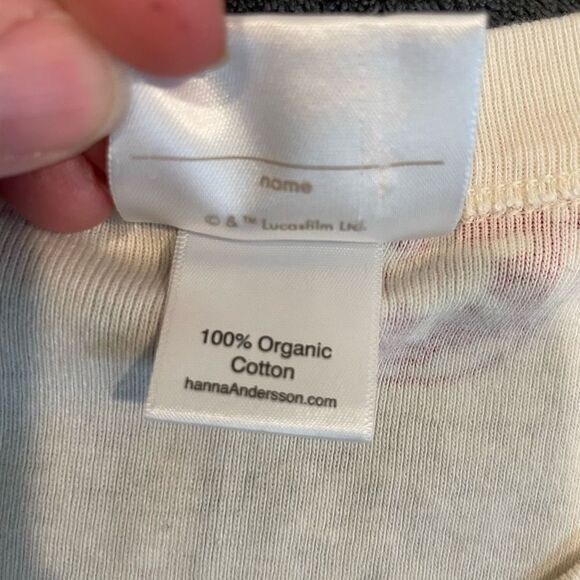 name
© & ™ Lucasfilm Ltd.
100% Organic
Cotton
hannaAndersson.com